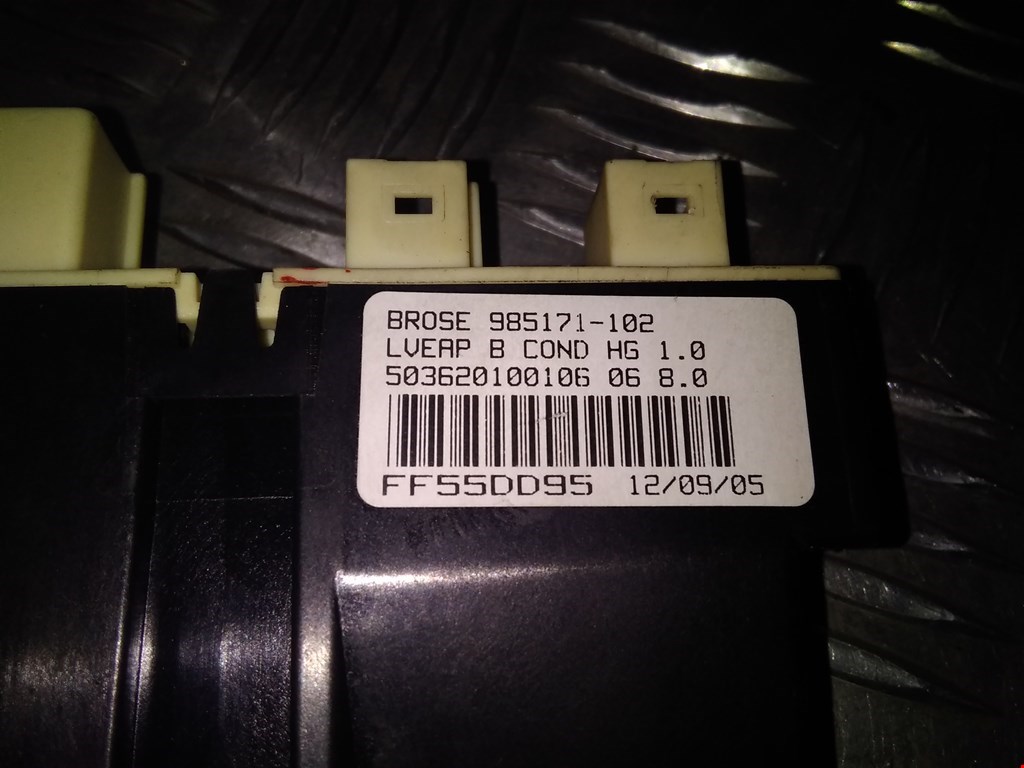 BROSE 985171-102
LVEAP B COND HG 1.0
503620100106 06 8.0
FF55DD95 12/09/05